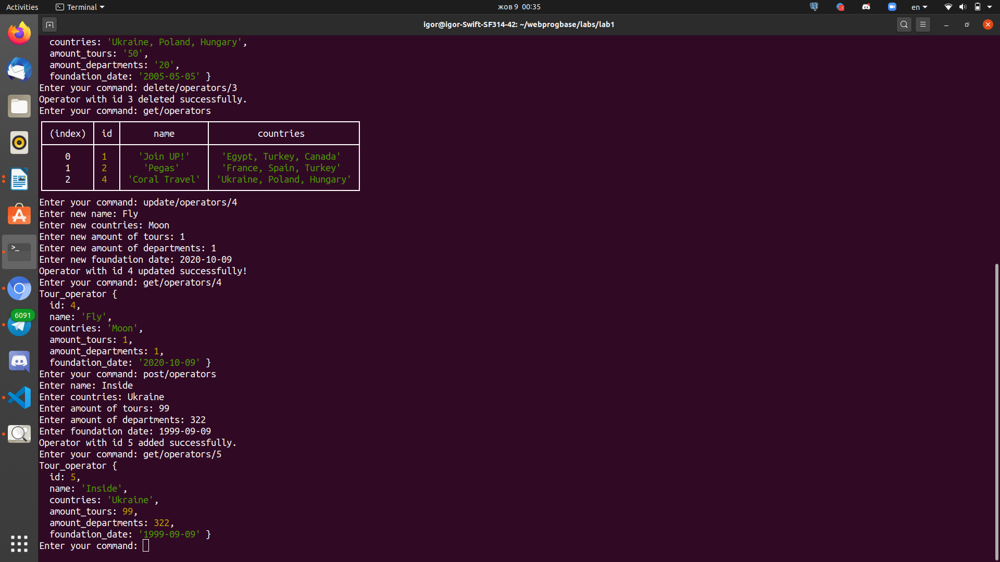 Activities Terminal жов 9 00:35 en
igor@igor-Swift-SF314-42: ~/webprogbase/labs/lab1
countries: 'Ukraine, Poland, Hungary',
amount_tours: '50',
amount_departments: '20',
foundation_date: '2005-05-05' }
Enter your command: delete/operators/3
Operator with id 3 deleted successfully.
Enter your command: get/operators
(index) id name countries
0 1 'Join UP!' 'Egypt, Turkey, Canada'
1 2 'Pegas' 'France, Spain, Turkey'
2 4 'Coral Travel' 'Ukraine, Poland, Hungary'
Enter your command: update/operators/4
Enter new name: Fly
Enter new countries: Moon
Enter new amount of tours: 1
Enter new amount of departments: 1
Enter new foundation date: 2020-10-09
Operator with id 4 updated successfully!
Enter your command: get/operators/4
Tour_operator {
id: 4,
name: 'Fly',
countries: 'Moon',
amount_tours: 1,
amount_departments: 1,
foundation_date: '2020-10-09' }
Enter your command: post/operators
Enter name: Inside
Enter countries: Ukraine
Enter amount of tours: 99
Enter amount of departments: 322
Enter foundation date: 1999-09-09
Operator with id 5 added successfully.
Enter your command: get/operators/5
Tour_operator {
id: 5,
name: 'Inside',
countries: 'Ukraine',
amount_tours: 99,
amount_departments: 322,
foundation_date: '1999-09-09' }
Enter your command:
>_
6091